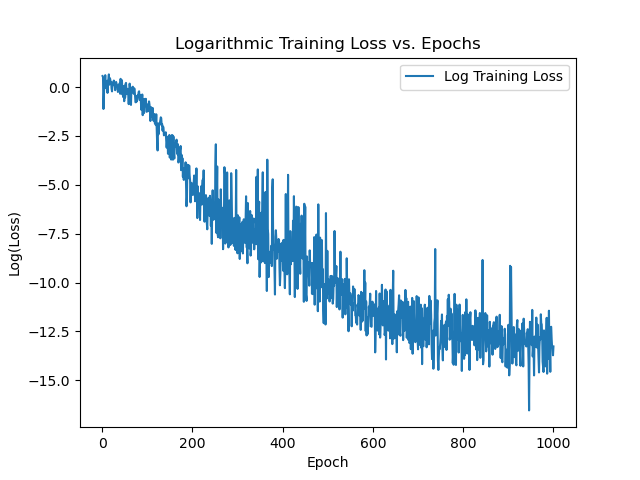 Logarithmic Training Loss vs. Epochs
Log Training Loss
0.0
−2.5
−5.0
−7.5
−10.0
−12.5
−15.0
Log(Loss)
0 200 400 600 800 1000
Epoch